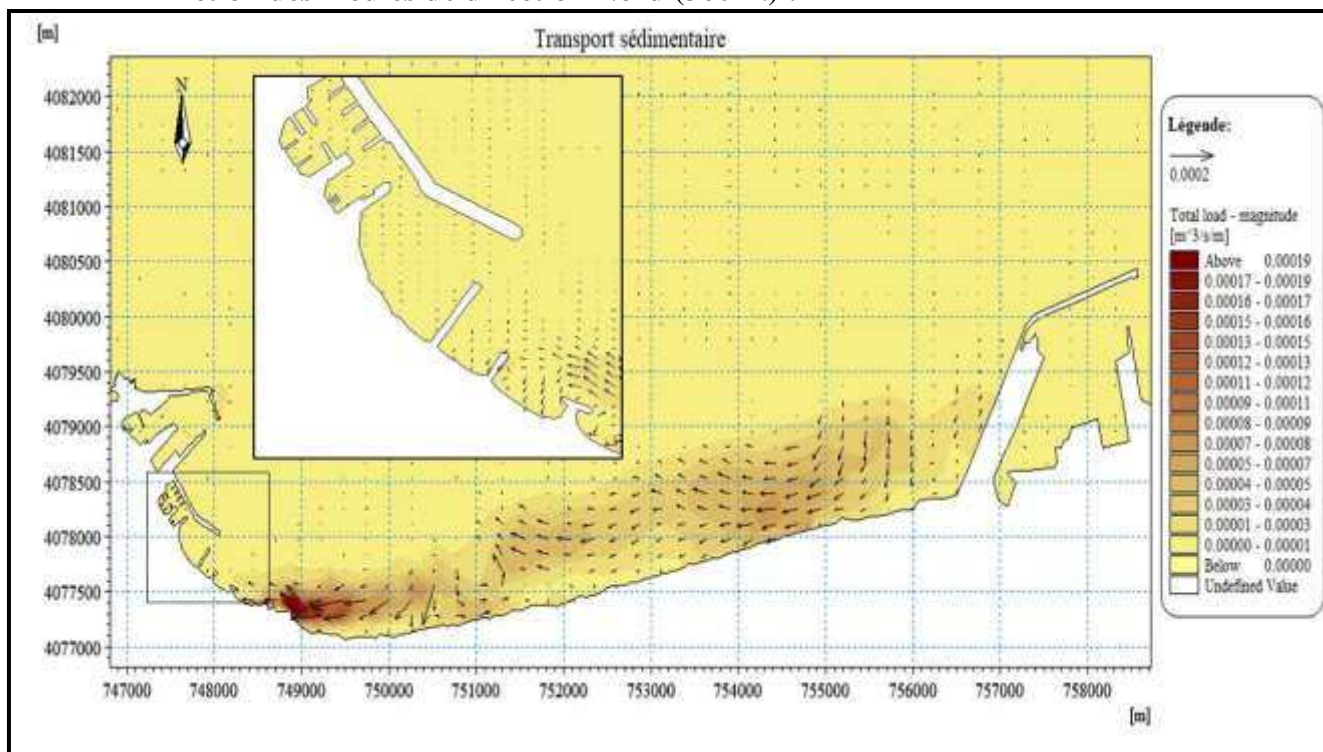 [m]
Transport sédimentaire
N
4082000
4081500
4081000
4080500
4080000
4079500
4079000
4078500
4078000
4077500
4077000
747000 748000 749000 750000 751000 752000 753000 754000 755000 756000 757000 758000
[m]
Légende:
0.0002
Total load - magnitude
[m^3/s/m]
Above 0.00019
0.00017 - 0.00019
0.00016 - 0.00017
0.00015 - 0.00016
0.00013 - 0.00015
0.00012 - 0.00013
0.00011 - 0.00012
0.00009 - 0.00011
0.00008 - 0.00009
0.00007 - 0.00008
0.00005 - 0.00007
0.00004 - 0.00005
0.00003 - 0.00004
0.00001 - 0.00003
0.00000 - 0.00001
Below 0.00000
Undefined Value